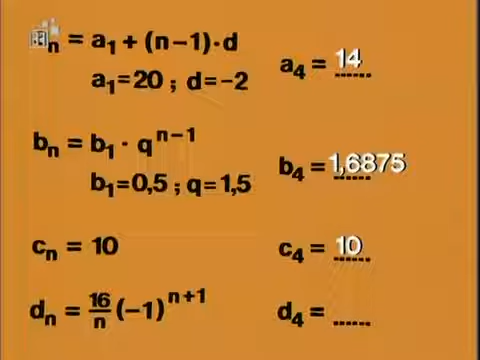 aₙ = a₁ + (n−1)·d
a₁=20 ; d=−2
a₄ = 14
bₙ = b₁ · qⁿ⁻¹
b₁=0,5 ; q=1,5
b₄ = 1,6875
cₙ = 10
c₄ = 10
dₙ = 16/n (−1)ⁿ⁺¹
d₄ = ......